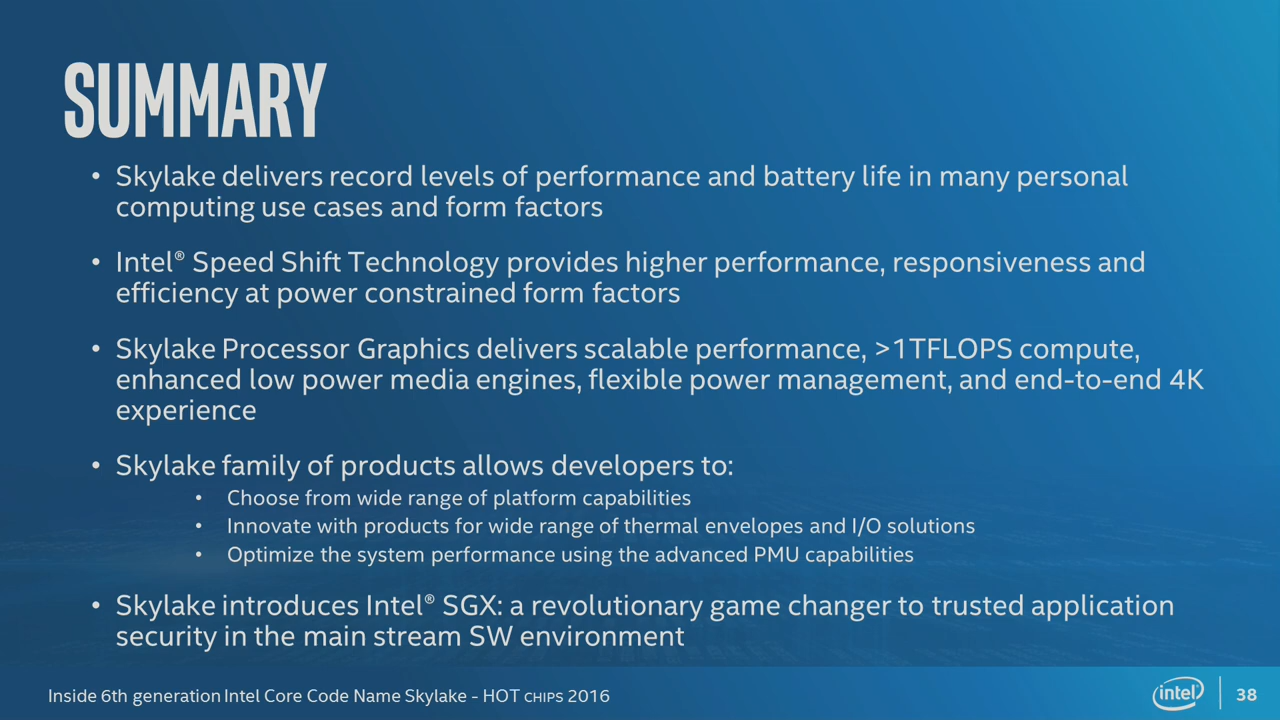 SUMMARY
• Skylake delivers record levels of performance and battery life in many personal
computing use cases and form factors
• Intel® Speed Shift Technology provides higher performance, responsiveness and
efficiency at power constrained form factors
• Skylake Processor Graphics delivers scalable performance, >1TFLOPS compute,
enhanced low power media engines, flexible power management, and end-to-end 4K
experience
• Skylake family of products allows developers to:
• Choose from wide range of platform capabilities
• Innovate with products for wide range of thermal envelopes and I/O solutions
• Optimize the system performance using the advanced PMU capabilities
• Skylake introduces Intel® SGX: a revolutionary game changer to trusted application
security in the main stream SW environment
Inside 6th generation Intel Core Code Name Skylake - HOT CHIPS 2016
intel
38